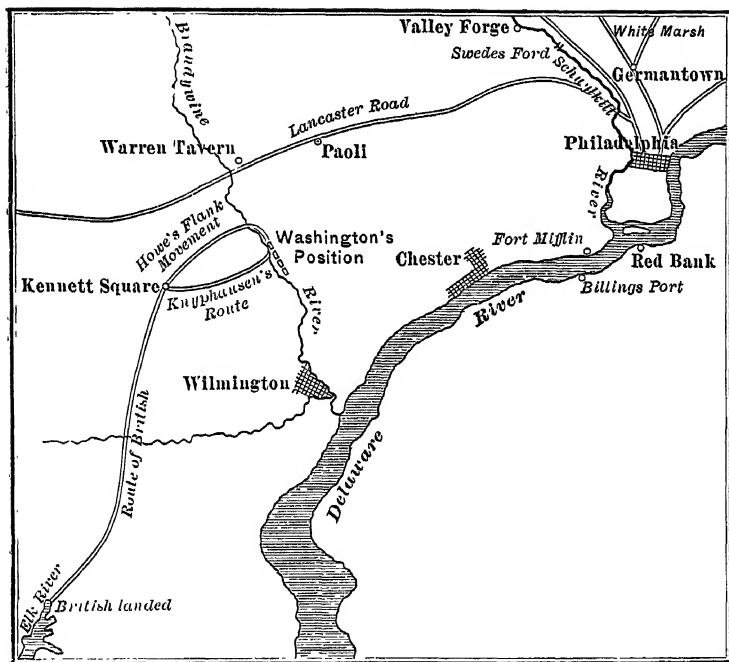 Valley Forge
White Marsh
Swedes Ford
Schuylkill
Germantown
Brandywine
Lancaster Road
Warren Tavern
Paoli
Philadelphia
River
Howe's Flank
Movement
Washington's
Position
Fort Mifflin
Chester
Red Bank
Kennett Square
Knyphausen's
Route
River
River
Billings Port
Wilmington
Route of British
Delaware
Elk River
British landed